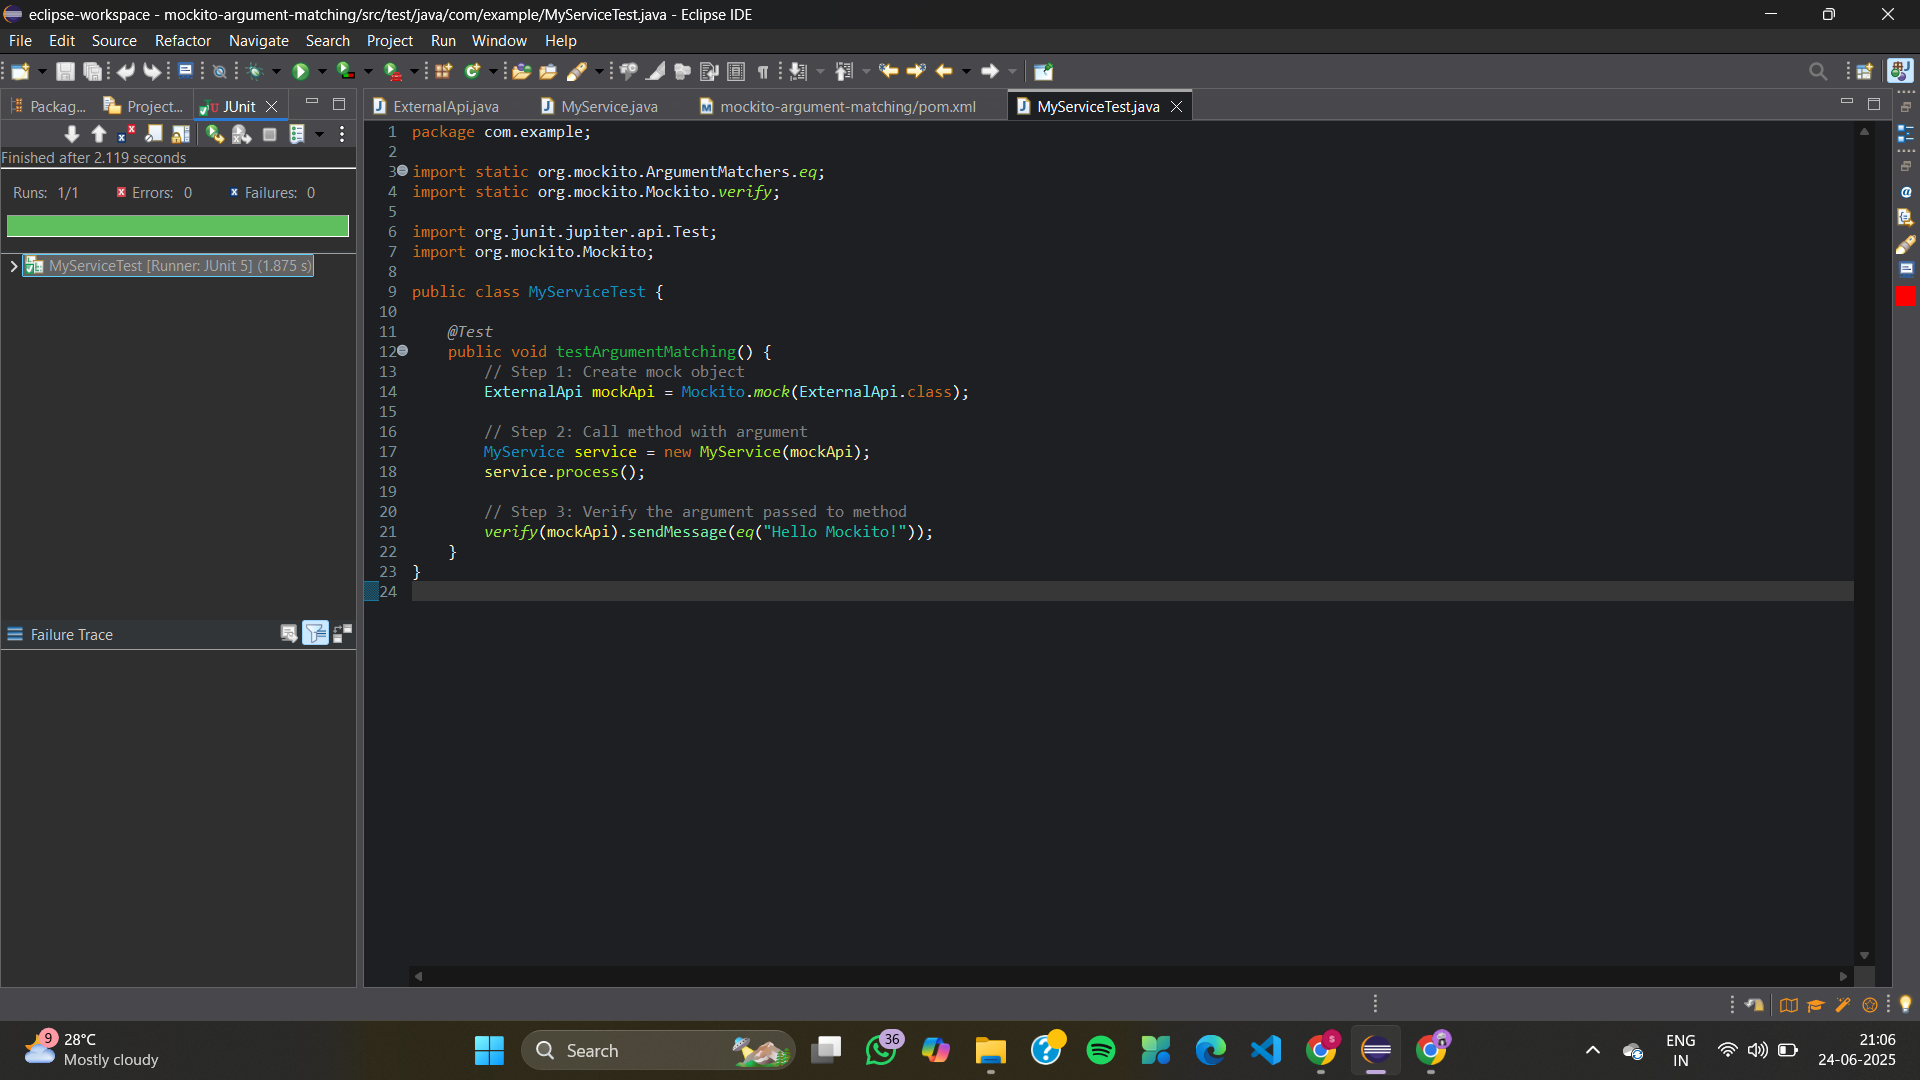 eclipse-workspace - mockito-argument-matching/src/test/java/com/example/MyServiceTest.java - Eclipse IDE
File Edit Source Refactor Navigate Search Project Run Window Help
Packag... Project... JUnit
ExternalApi.java MyService.java mockito-argument-matching/pom.xml MyServiceTest.java
Finished after 2.119 seconds
Runs: 1/1 Errors: 0 Failures: 0
MyServiceTest [Runner: JUnit 5] (1.875 s)
Failure Trace
1 package com.example;
2
3 import static org.mockito.ArgumentMatchers.eq;
4 import static org.mockito.Mockito.verify;
5
6 import org.junit.jupiter.api.Test;
7 import org.mockito.Mockito;
8
9 public class MyServiceTest {
10
11     @Test
12     public void testArgumentMatching() {
13         // Step 1: Create mock object
14         ExternalApi mockApi = Mockito.mock(ExternalApi.class);
15
16         // Step 2: Call method with argument
17         MyService service = new MyService(mockApi);
18         service.process();
19
20         // Step 3: Verify the argument passed to method
21         verify(mockApi).sendMessage(eq("Hello Mockito!"));
22     }
23 }
24
9
28°C
Mostly cloudy
Search
36
ENG
IN
21:06
24-06-2025